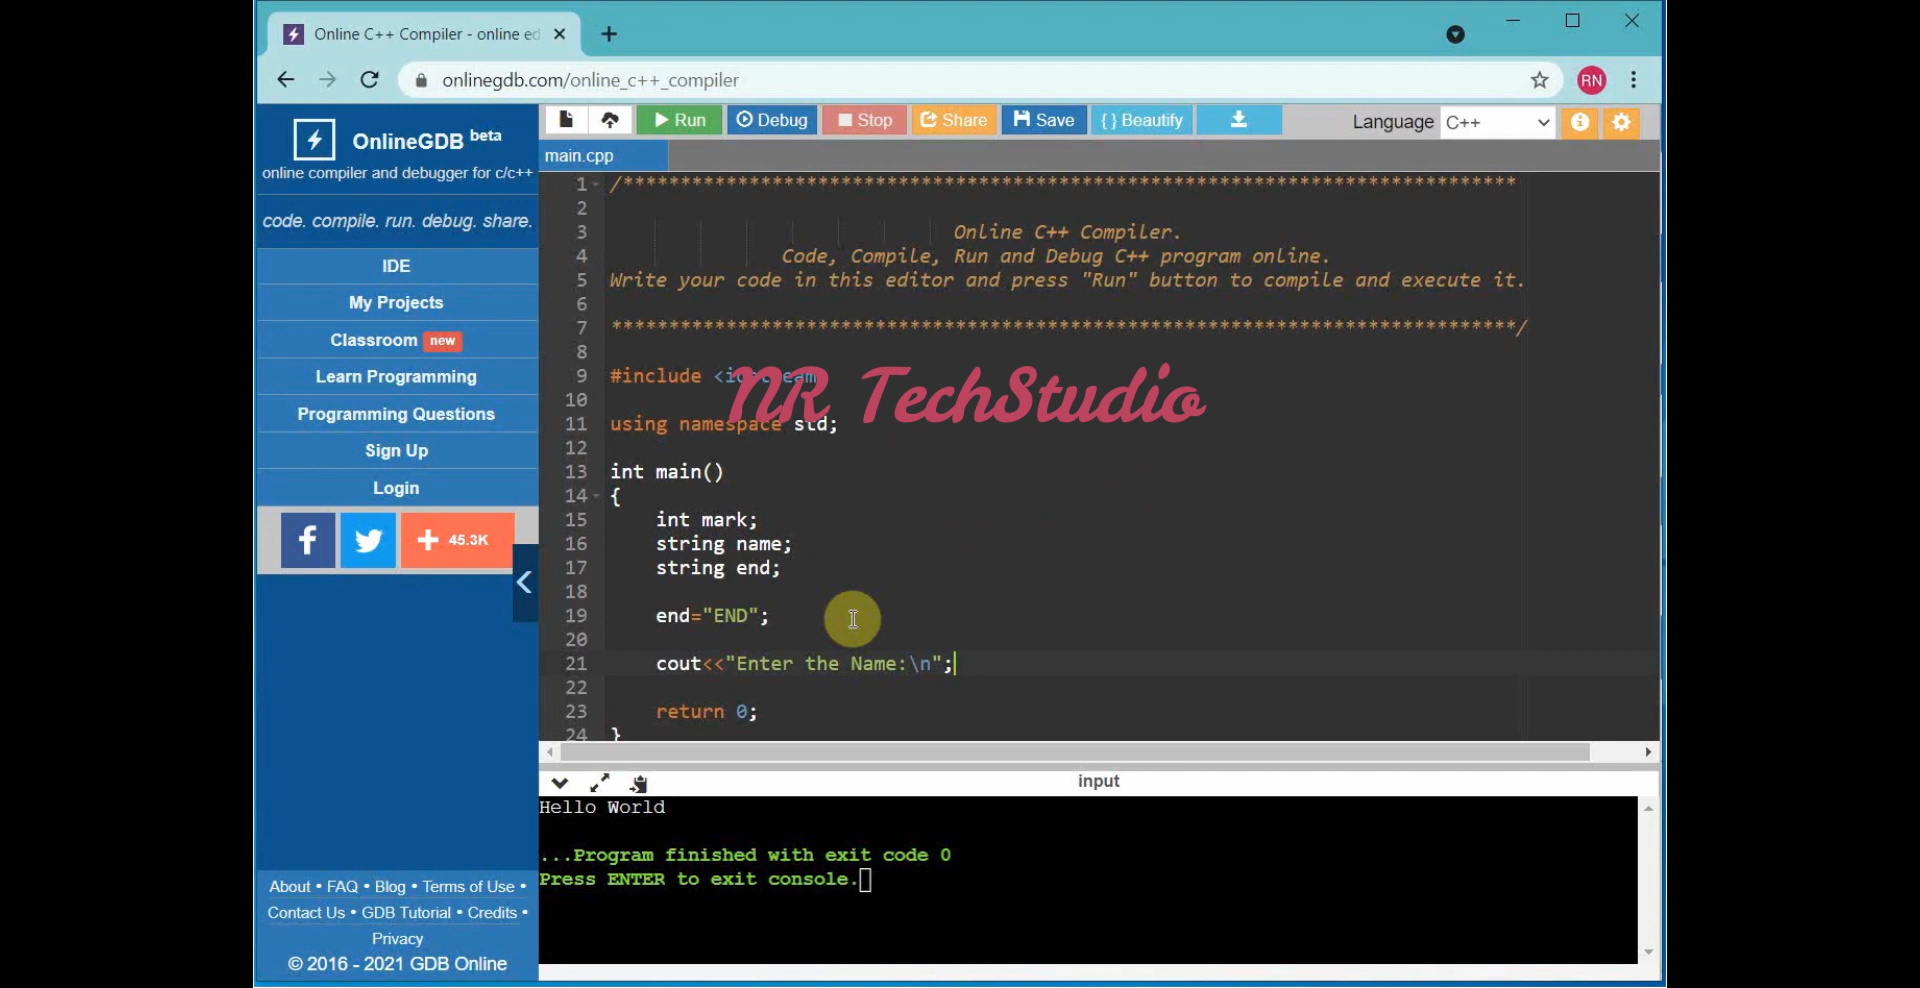 Online C++ Compiler - online ed
onlinegdb.com/online_c++_compiler
RN
OnlineGDB beta
online compiler and debugger for c/c++
code. compile. run. debug. share.
IDE
My Projects
Classroom new
Learn Programming
Programming Questions
Sign Up
Login
45.3K
About • FAQ • Blog • Terms of Use •
Contact Us • GDB Tutorial • Credits •
Privacy
© 2016 - 2021 GDB Online
Run Debug Stop Share Save {} Beautify Language C++
main.cpp
1 /******************************************************************************
2
3 Online C++ Compiler.
4 Code, Compile, Run and Debug C++ program online.
5 Write your code in this editor and press "Run" button to compile and execute it.
6
7 *******************************************************************************/
8
9 #include <iostream
NR TechStudio
10
11 using namespace std;
12
13 int main()
14 {
15 int mark;
16 string name;
17 string end;
18
19 end="END";
20
21 cout<<"Enter the Name:\n";
22
23 return 0;
24 }
input
Hello World
...Program finished with exit code 0
Press ENTER to exit console.